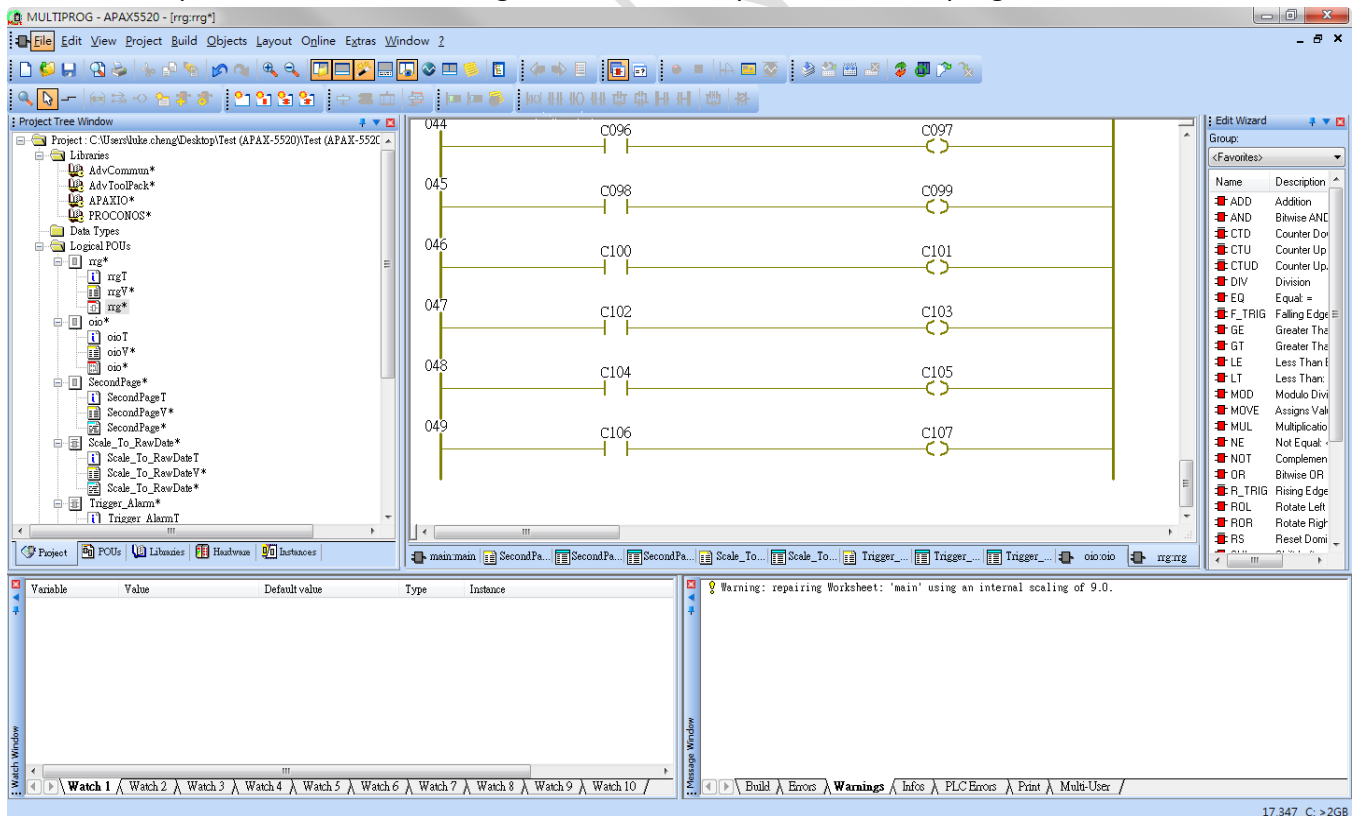 MULTIPROG - APAX5520 - [rrg:rrg*]
File Edit View Project Build Objects Layout Online Extras Window ?
Project Tree Window
Project : C:\Users\luke.cheng\Desktop\Test (APAX-5520)\Test (APAX-552C
Libraries
AdvCommun*
AdvToolPack*
APAXIO*
PROCONOS*
Data Types
Logical POUs
rrg*
rrgT
rrgV*
rrg*
oio*
oioT
oioV*
oio*
SecondPage*
SecondPageT
SecondPageV*
SecondPage*
Scale_To_RawDate*
Scale_To_RawDateT
Scale_To_RawDateV*
Scale_To_RawDate*
Trigger_Alarm*
Trigger_AlarmT
Project POUs Libraries Hardware Instances
044
C096 C097
045
C098 C099
046
C100 C101
047
C102 C103
048
C104 C105
049
C106 C107
main:main SecondPa... SecondPa... SecondPa... Scale_To... Scale_To... Trigger_... Trigger_... Trigger_... oio:oio rrg:rrg
Edit Wizard
Group:
<Favorites>
Name Description
ADD Addition
AND Bitwise AND
CTD Counter Dov
CTU Counter Up
CTUD Counter Up.
DIV Division
EQ Equal: =
F_TRIG Falling Edge
GE Greater Tha
GT Greater Tha
LE Less Than E
LT Less Than:
MOD Modulo Divi
MOVE Assigns Valu
MUL Multiplicatio
NE Not Equal: <
NOT Complemen
OR Bitwise OR
R_TRIG Rising Edge
ROL Rotate Left
ROR Rotate Righ
RS Reset Domi
Variable Value Default value Type Instance
Watch Window
Watch 1 Watch 2 Watch 3 Watch 4 Watch 5 Watch 6 Watch 7 Watch 8 Watch 9 Watch 10
Warning: repairing Worksheet: 'main' using an internal scaling of 9.0.
Message Window
Build Errors Warnings Infos PLC Errors Print Multi-User
17,347 C: >2GB